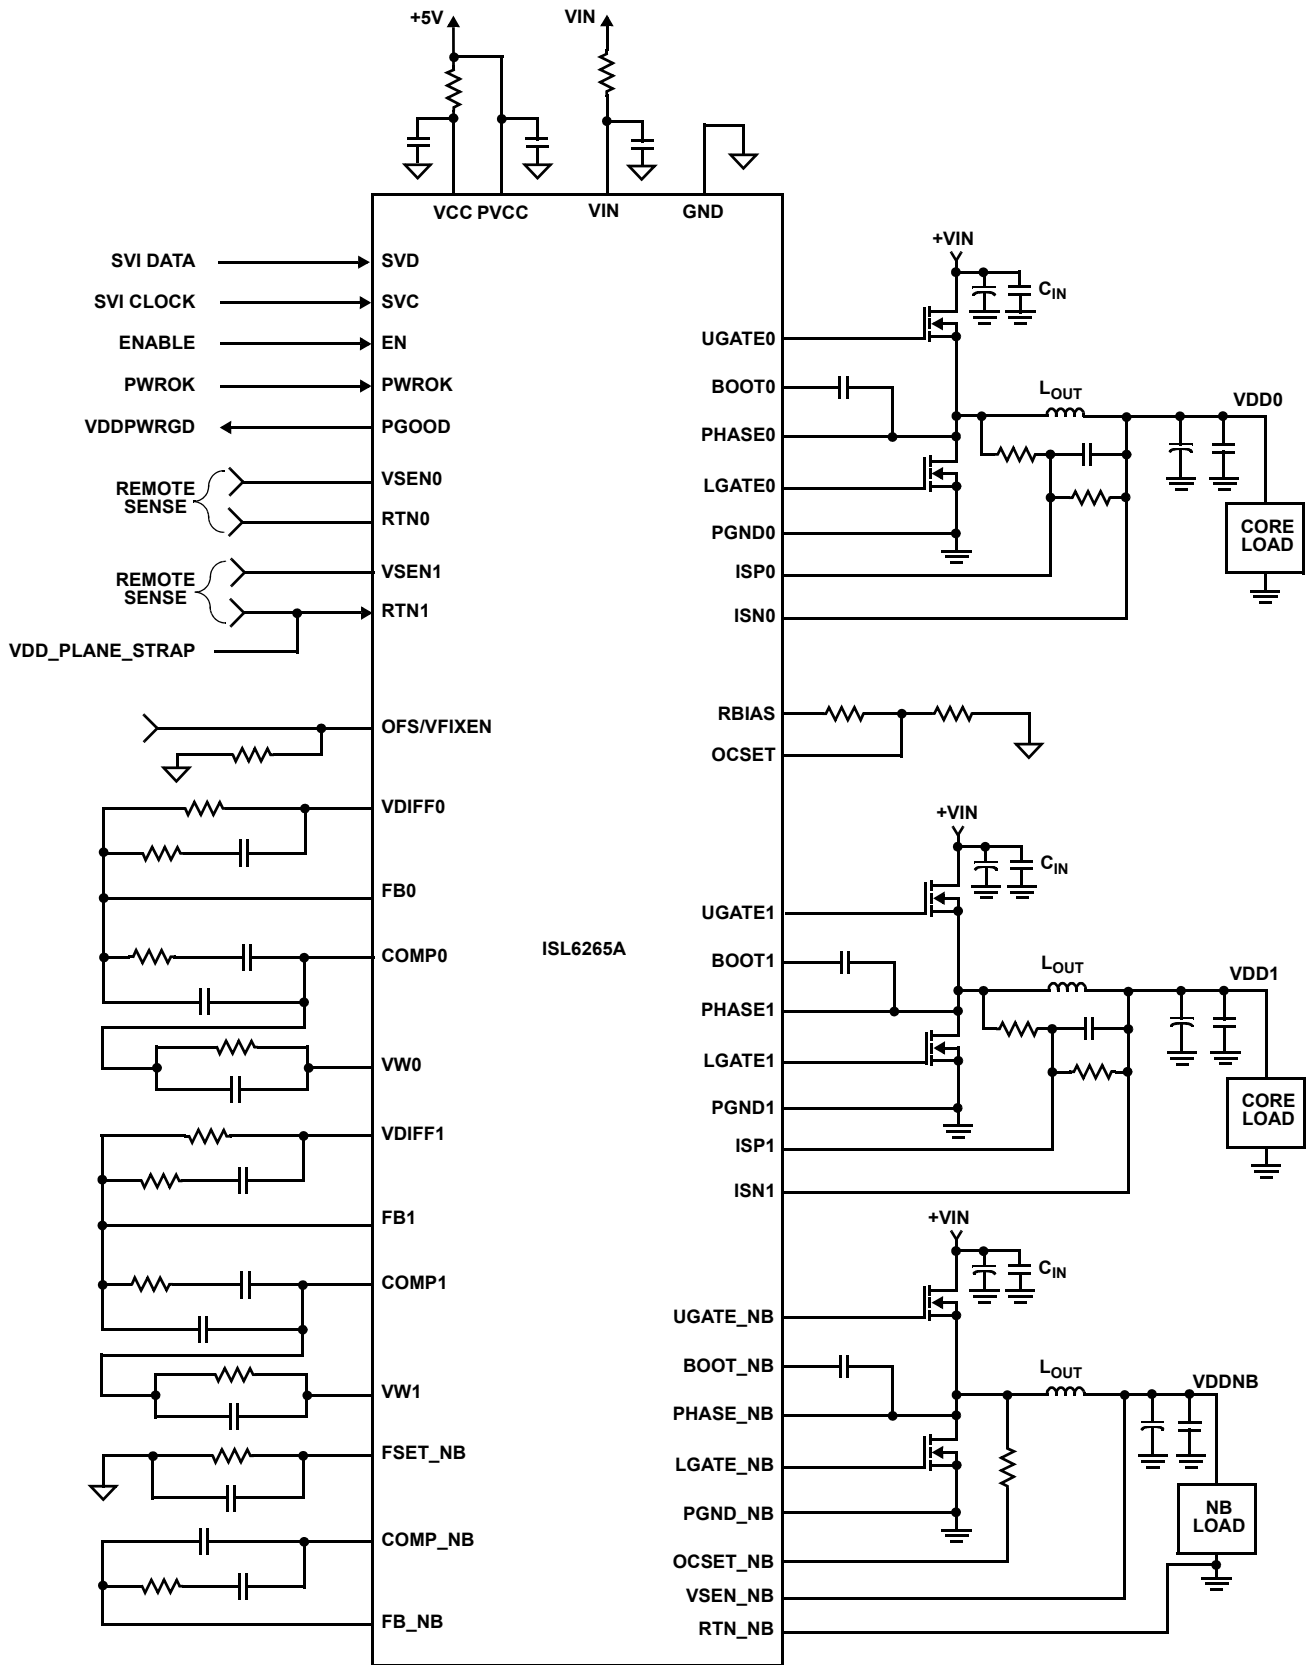 +5V
VIN
VCC PVCC
VIN
GND
SVI DATA
SVD
SVI CLOCK
SVC
ENABLE
EN
PWROK
PWROK
VDDPWRGD
PGOOD
REMOTE
SENSE
VSEN0
RTN0
REMOTE
SENSE
VSEN1
RTN1
VDD_PLANE_STRAP
OFS/VFIXEN
VDIFF0
FB0
COMP0
VW0
VDIFF1
FB1
COMP1
VW1
FSET_NB
COMP_NB
FB_NB
ISL6265A
+VIN
CIN
UGATE0
BOOT0
LOUT
VDD0
PHASE0
LGATE0
PGND0
CORE
LOAD
ISP0
ISN0
RBIAS
OCSET
+VIN
CIN
UGATE1
BOOT1
LOUT
VDD1
PHASE1
LGATE1
PGND1
CORE
LOAD
ISP1
ISN1
+VIN
CIN
UGATE_NB
BOOT_NB
LOUT
VDDNB
PHASE_NB
LGATE_NB
PGND_NB
NB
LOAD
OCSET_NB
VSEN_NB
RTN_NB